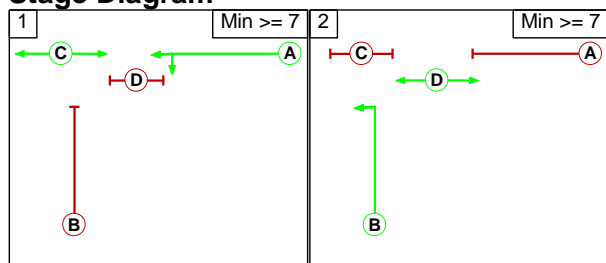 Stage Diagram
1 Min >= 7 2 Min >= 7
C A C A
D D
B B